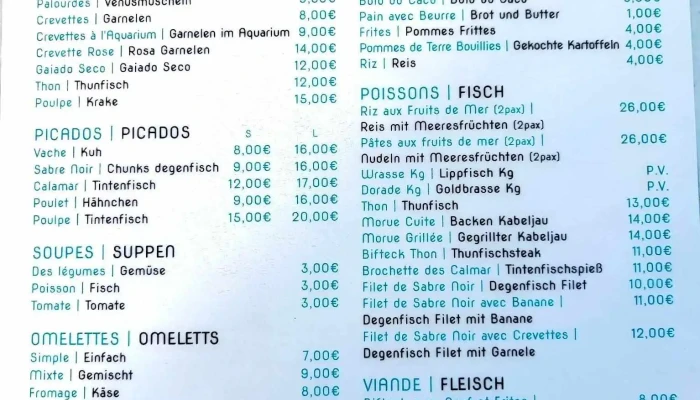 Palourdes | Venusmuscheln
Crevettes | Garnelen 8,00€
Crevettes à l'Aquarium | Garnelen im Aquarium 9,00€
Crevette Rose | Rosa Garnelen 14,00€
Gaiado Seco | Gaiado Seco 12,00€
Thon | Thunfisch 12,00€
Poulpe | Krake 15,00€
PICADOS | PICADOS S L
Vache | Kuh 8,00€ 16,00€
Sabre Noir | Chunks degenfisch 9,00€ 16,00€
Calamar | Tintenfisch 12,00€ 17,00€
Poulet | Hähnchen 9,00€ 16,00€
Poulpe | Tintenfisch 15,00€ 20,00€
SOUPES | SUPPEN
Des légumes | Gemüse 3,00€
Poisson | Fisch 3,00€
Tomate | Tomate 3,00€
OMELETTES | OMELETTS
Simple | Einfach 7,00€
Mixte | Gemischt 9,00€
Fromage | Käse 8,00€
Pain avec Beurre | Brot und Butter 1,00€
Frites | Pommes Frittes 4,00€
Pommes de Terre Bouillies | Gekochte Kartoffeln 4,00€
Riz | Reis 4,00€
POISSONS | FISCH
Riz aux Fruits de Mer (2pax) | 26,00€
Reis mit Meeresfrüchten (2pax)
Pâtes aux fruits de mer (2pax) | 26,00€
Nudeln mit Meeresfrüchten (2pax)
Wrasse Kg | Lippfisch Kg P.V.
Dorade Kg | Goldbrasse Kg P.V.
Thon | Thunfisch 13,00€
Morue Cuite | Backen Kabeljau 14,00€
Morue Grillée | Gegrillter Kabeljau 14,00€
Bifteck Thon | Thunfischsteak 11,00€
Brochette des Calmar | Tintenfischspieß 11,00€
Filet de Sabre Noir | Degenfisch Filet 10,00€
Filet de Sabre Noir avec Banane | 11,00€
Degenfisch Filet mit Banane
Filet de Sabre Noir avec Crevettes | 12,00€
Degenfisch Filet mit Garnele
VIANDE | FLEISCH
8,00€